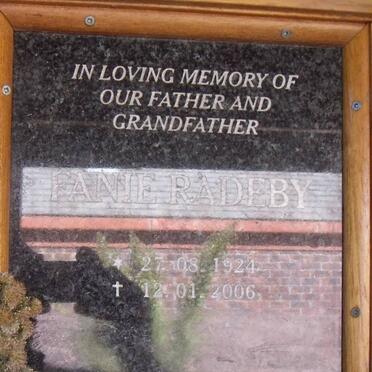 IN LOVING MEMORY OF
OUR FATHER AND
GRANDFATHER
FANIE RADEBY
* 27. 08. 1924
† 12. 01. 2006